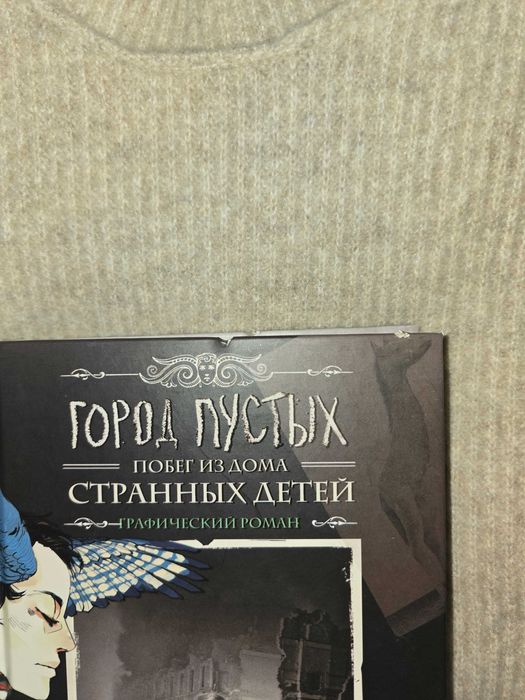 ГОРОД ПУСТЫХ
ПОБЕГ ИЗ ДОМА
СТРАННЫХ ДЕТЕЙ
ГРАФИЧЕСКИЙ РОМАН